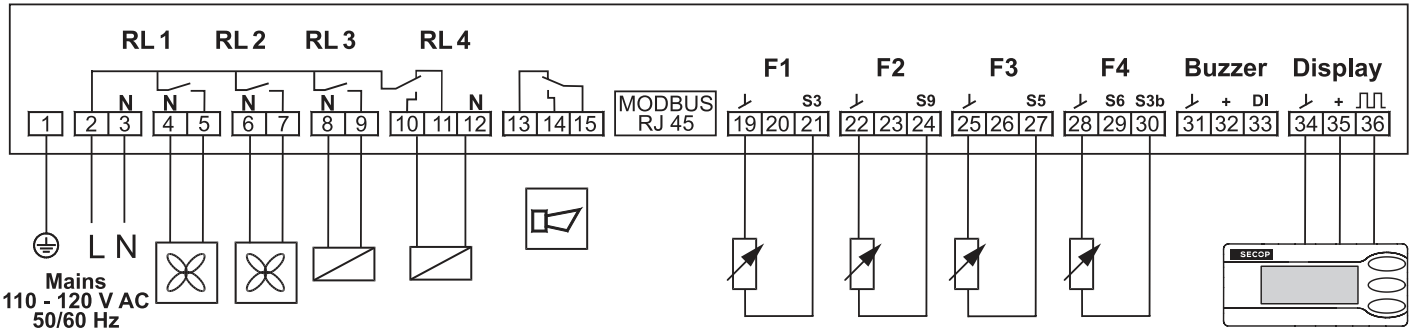 RL 1 RL 2 RL 3 RL 4
F1 F2 F3 F4 Buzzer Display
N N N N N
S3 S9 S5 S6 S3b + DI +
1 2 3 4 5 6 7 8 9 10 11 12 13 14 15
MODBUS
RJ 45
19 20 21 22 23 24 25 26 27 28 29 30 31 32 33 34 35 36
L N
Mains
110 - 120 V AC
50/60 Hz
SECOP